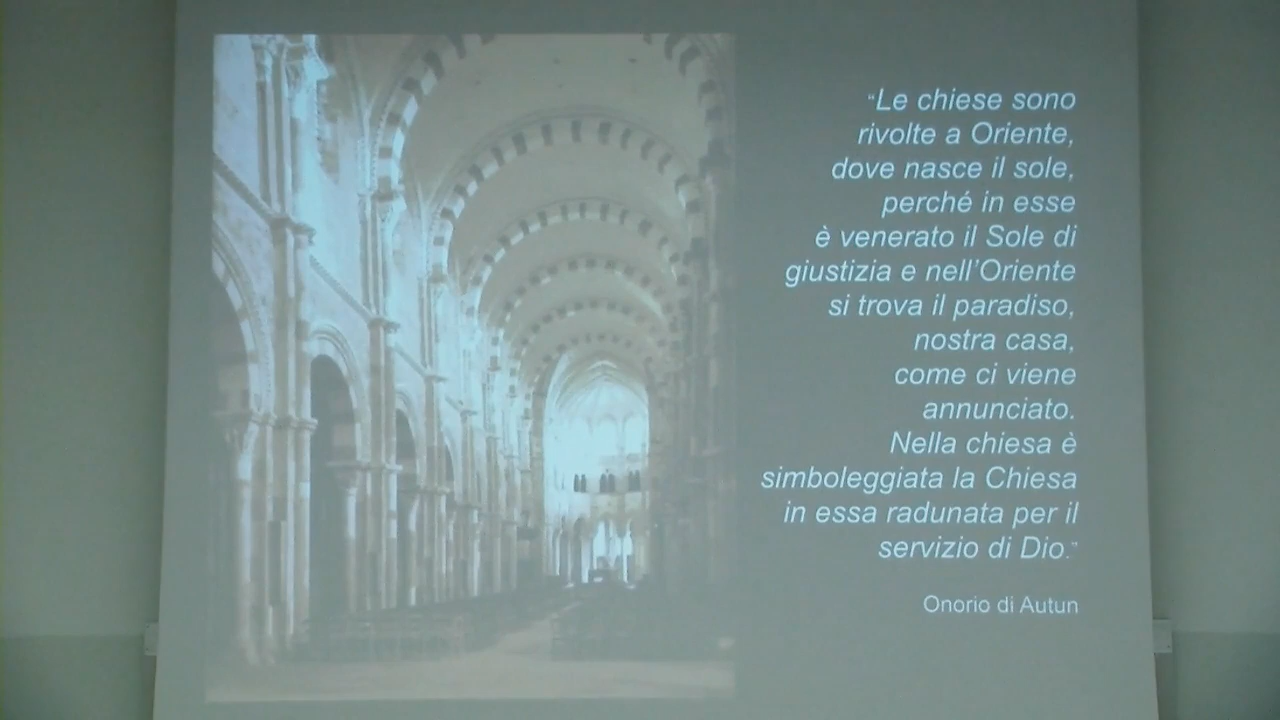 “Le chiese sono
rivolte a Oriente,
dove nasce il sole,
perché in esse
è venerato il Sole di
giustizia e nell’Oriente
si trova il paradiso,
nostra casa,
come ci viene
annunciato.
Nella chiesa è
simboleggiata la Chiesa
in essa radunata per il
servizio di Dio.”
Onorio di Autun